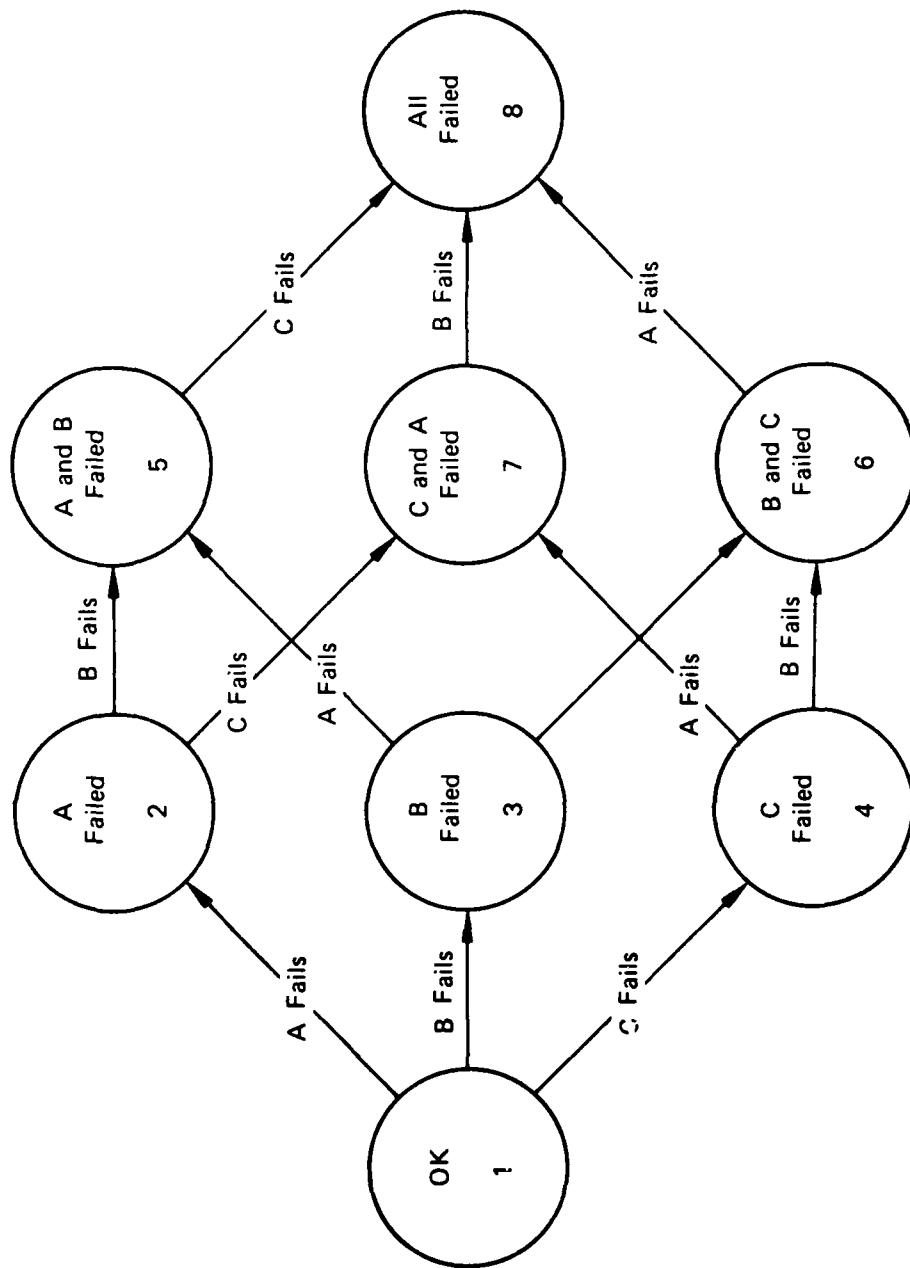 OK
1
A Fails
B Fails
C Fails
A
Failed
2
B
Failed
3
C
Failed
4
B Fails
C Fails
A Fails
A Fails
B Fails
A and B
Failed
5
C and A
Failed
7
B and C
Failed
6
C Fails
B Fails
A Fails
All
Failed
8